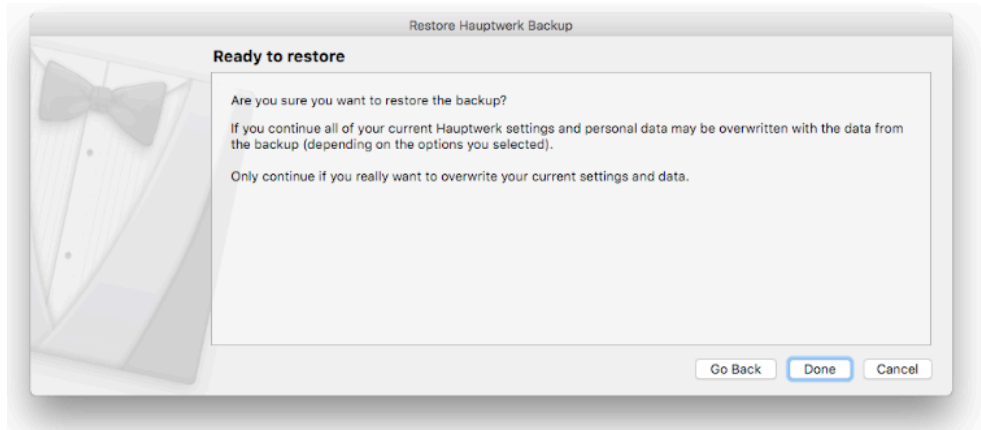 Restore Hauptwerk Backup
Ready to restore
Are you sure you want to restore the backup?
If you continue all of your current Hauptwerk settings and personal data may be overwritten with the data from
the backup (depending on the options you selected).
Only continue if you really want to overwrite your current settings and data.
Go Back Done Cancel